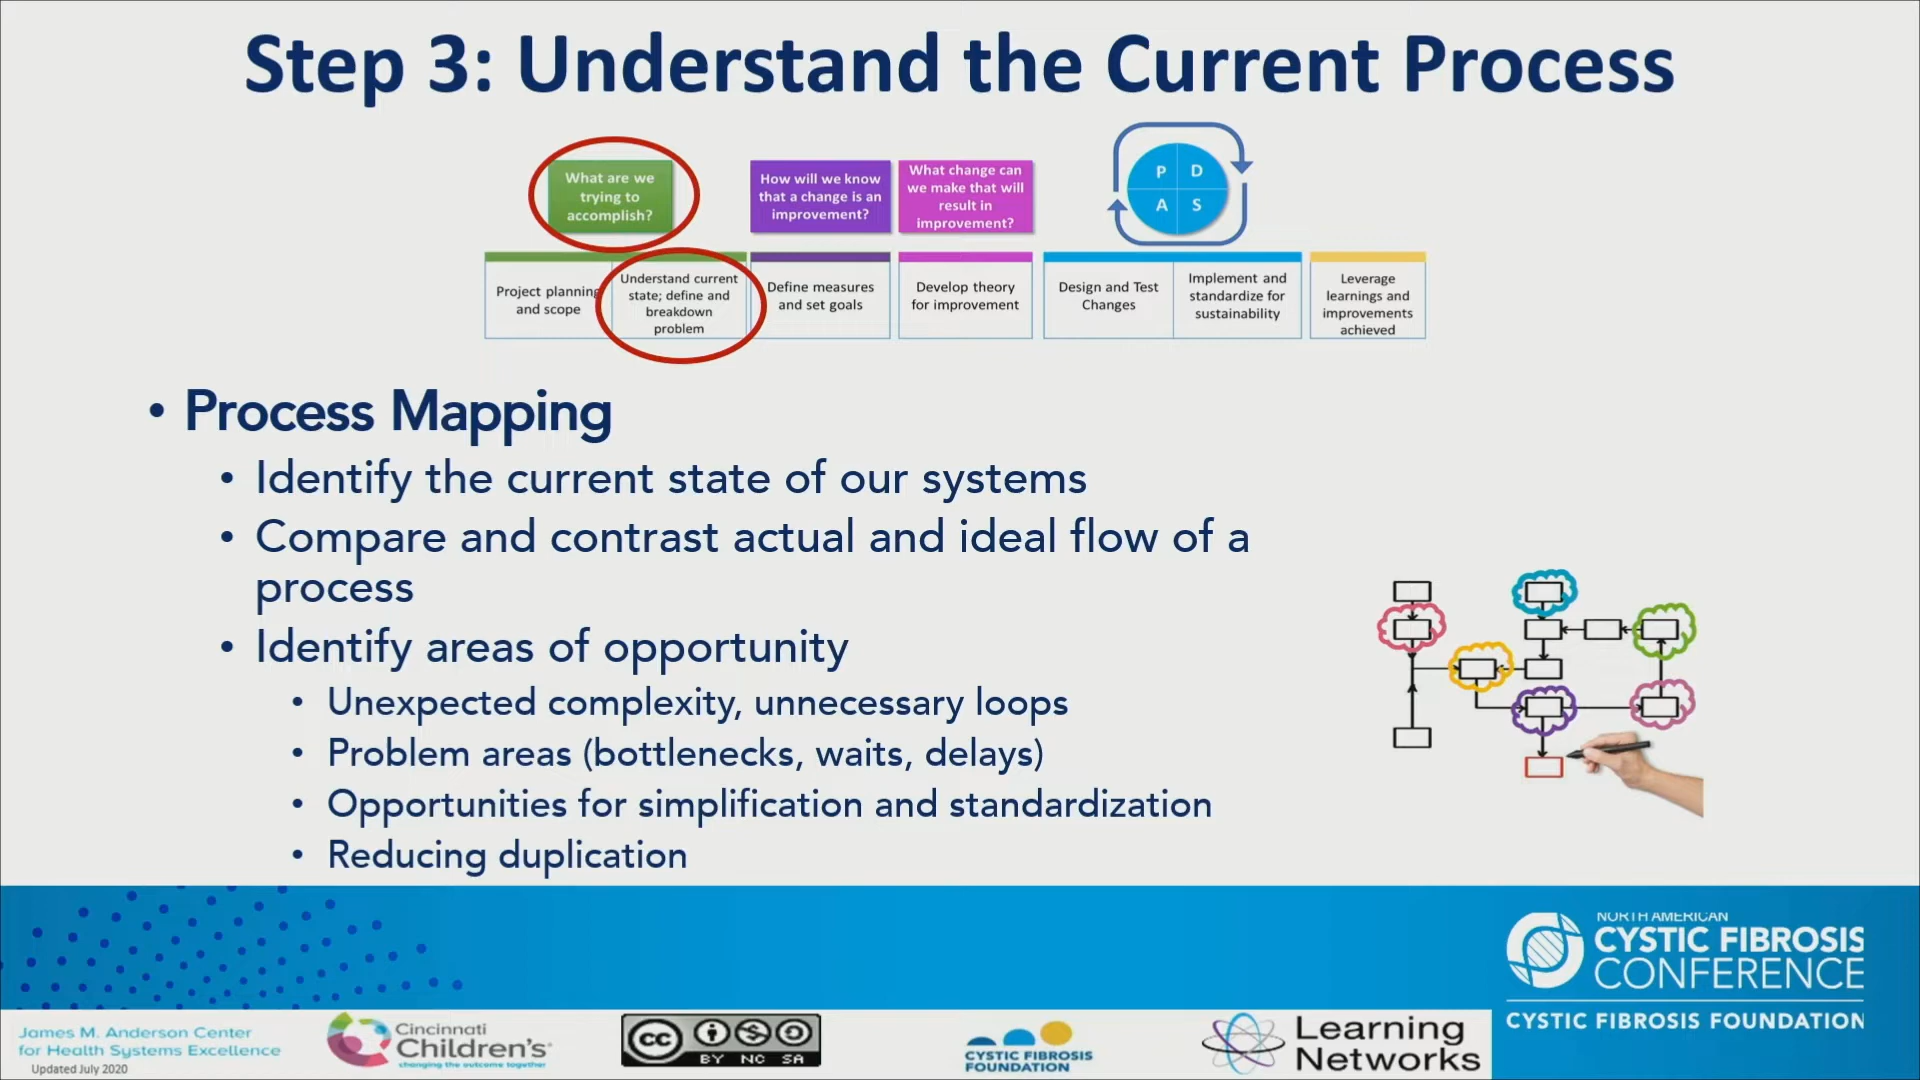 Step 3: Understand the Current Process
What are we
trying to
accomplish?
How will we know
that a change is an
improvement?
What change can
we make that will
result in
improvement?
P D
A S
Project planning
and scope
Understand current
state; define and
breakdown
problem
Define measures
and set goals
Develop theory
for improvement
Design and Test
Changes
Implement and
standardize for
sustainability
Leverage
learnings and
improvements
achieved
• Process Mapping
• Identify the current state of our systems
• Compare and contrast actual and ideal flow of a
process
• Identify areas of opportunity
• Unexpected complexity, unnecessary loops
• Problem areas (bottlenecks, waits, delays)
• Opportunities for simplification and standardization
• Reducing duplication
NORTH AMERICAN
CYSTIC FIBROSIS
CONFERENCE
CYSTIC FIBROSIS FOUNDATION
James M. Anderson Center
for Health Systems Excellence
Updated July 2020
Cincinnati
Children's
changing the outcome together
CC
BY NC SA
CYSTIC FIBROSIS
FOUNDATION
Learning
Networks